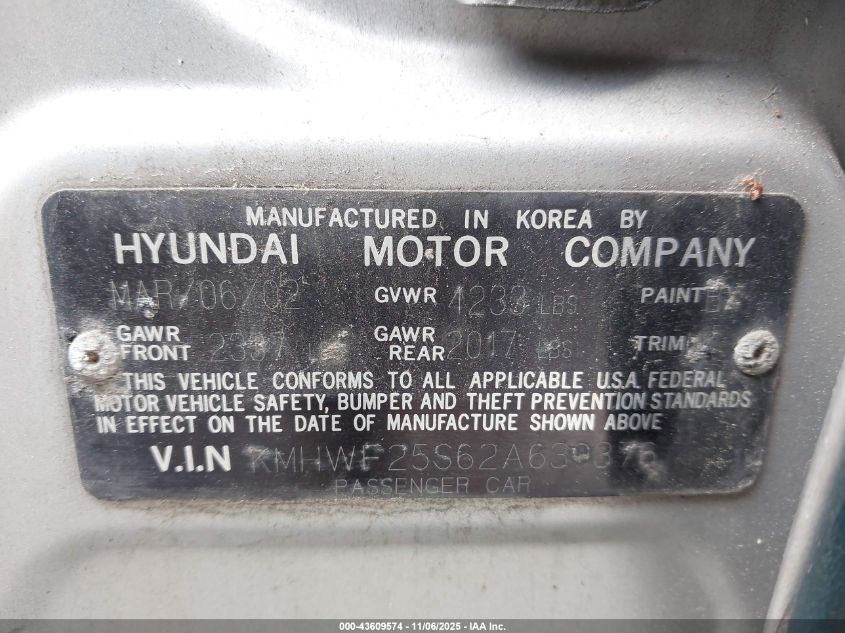 MANUFACTURED IN KOREA BY
HYUNDAI MOTOR COMPANY
MAR/06/02 GVWR 4233 LBS PAINT
GAWR FRONT 2337 LBS GAWR REAR 2017 LBS TRIM
THIS VEHICLE CONFORMS TO ALL APPLICABLE U.S.A. FEDERAL
MOTOR VEHICLE SAFETY, BUMPER AND THEFT PREVENTION STANDARDS
IN EFFECT ON THE DATE OF MANUFACTURE SHOWN ABOVE
V.I.N KMHWF25S62A639376
PASSENGER CAR
000-43609574 - 11/06/2025 - IAA Inc.